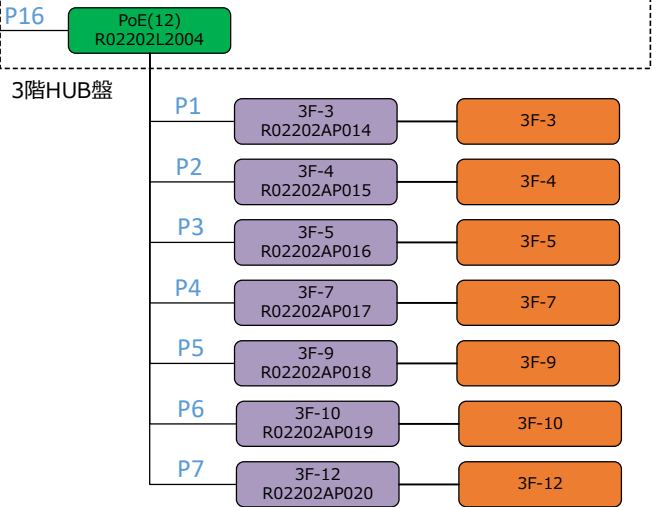 P16
PoE(12)
R02202L2004
3階HUB盤
P1
3F-3
R02202AP014
3F-3
P2
3F-4
R02202AP015
3F-4
P3
3F-5
R02202AP016
3F-5
P4
3F-7
R02202AP017
3F-7
P5
3F-9
R02202AP018
3F-9
P6
3F-10
R02202AP019
3F-10
P7
3F-12
R02202AP020
3F-12